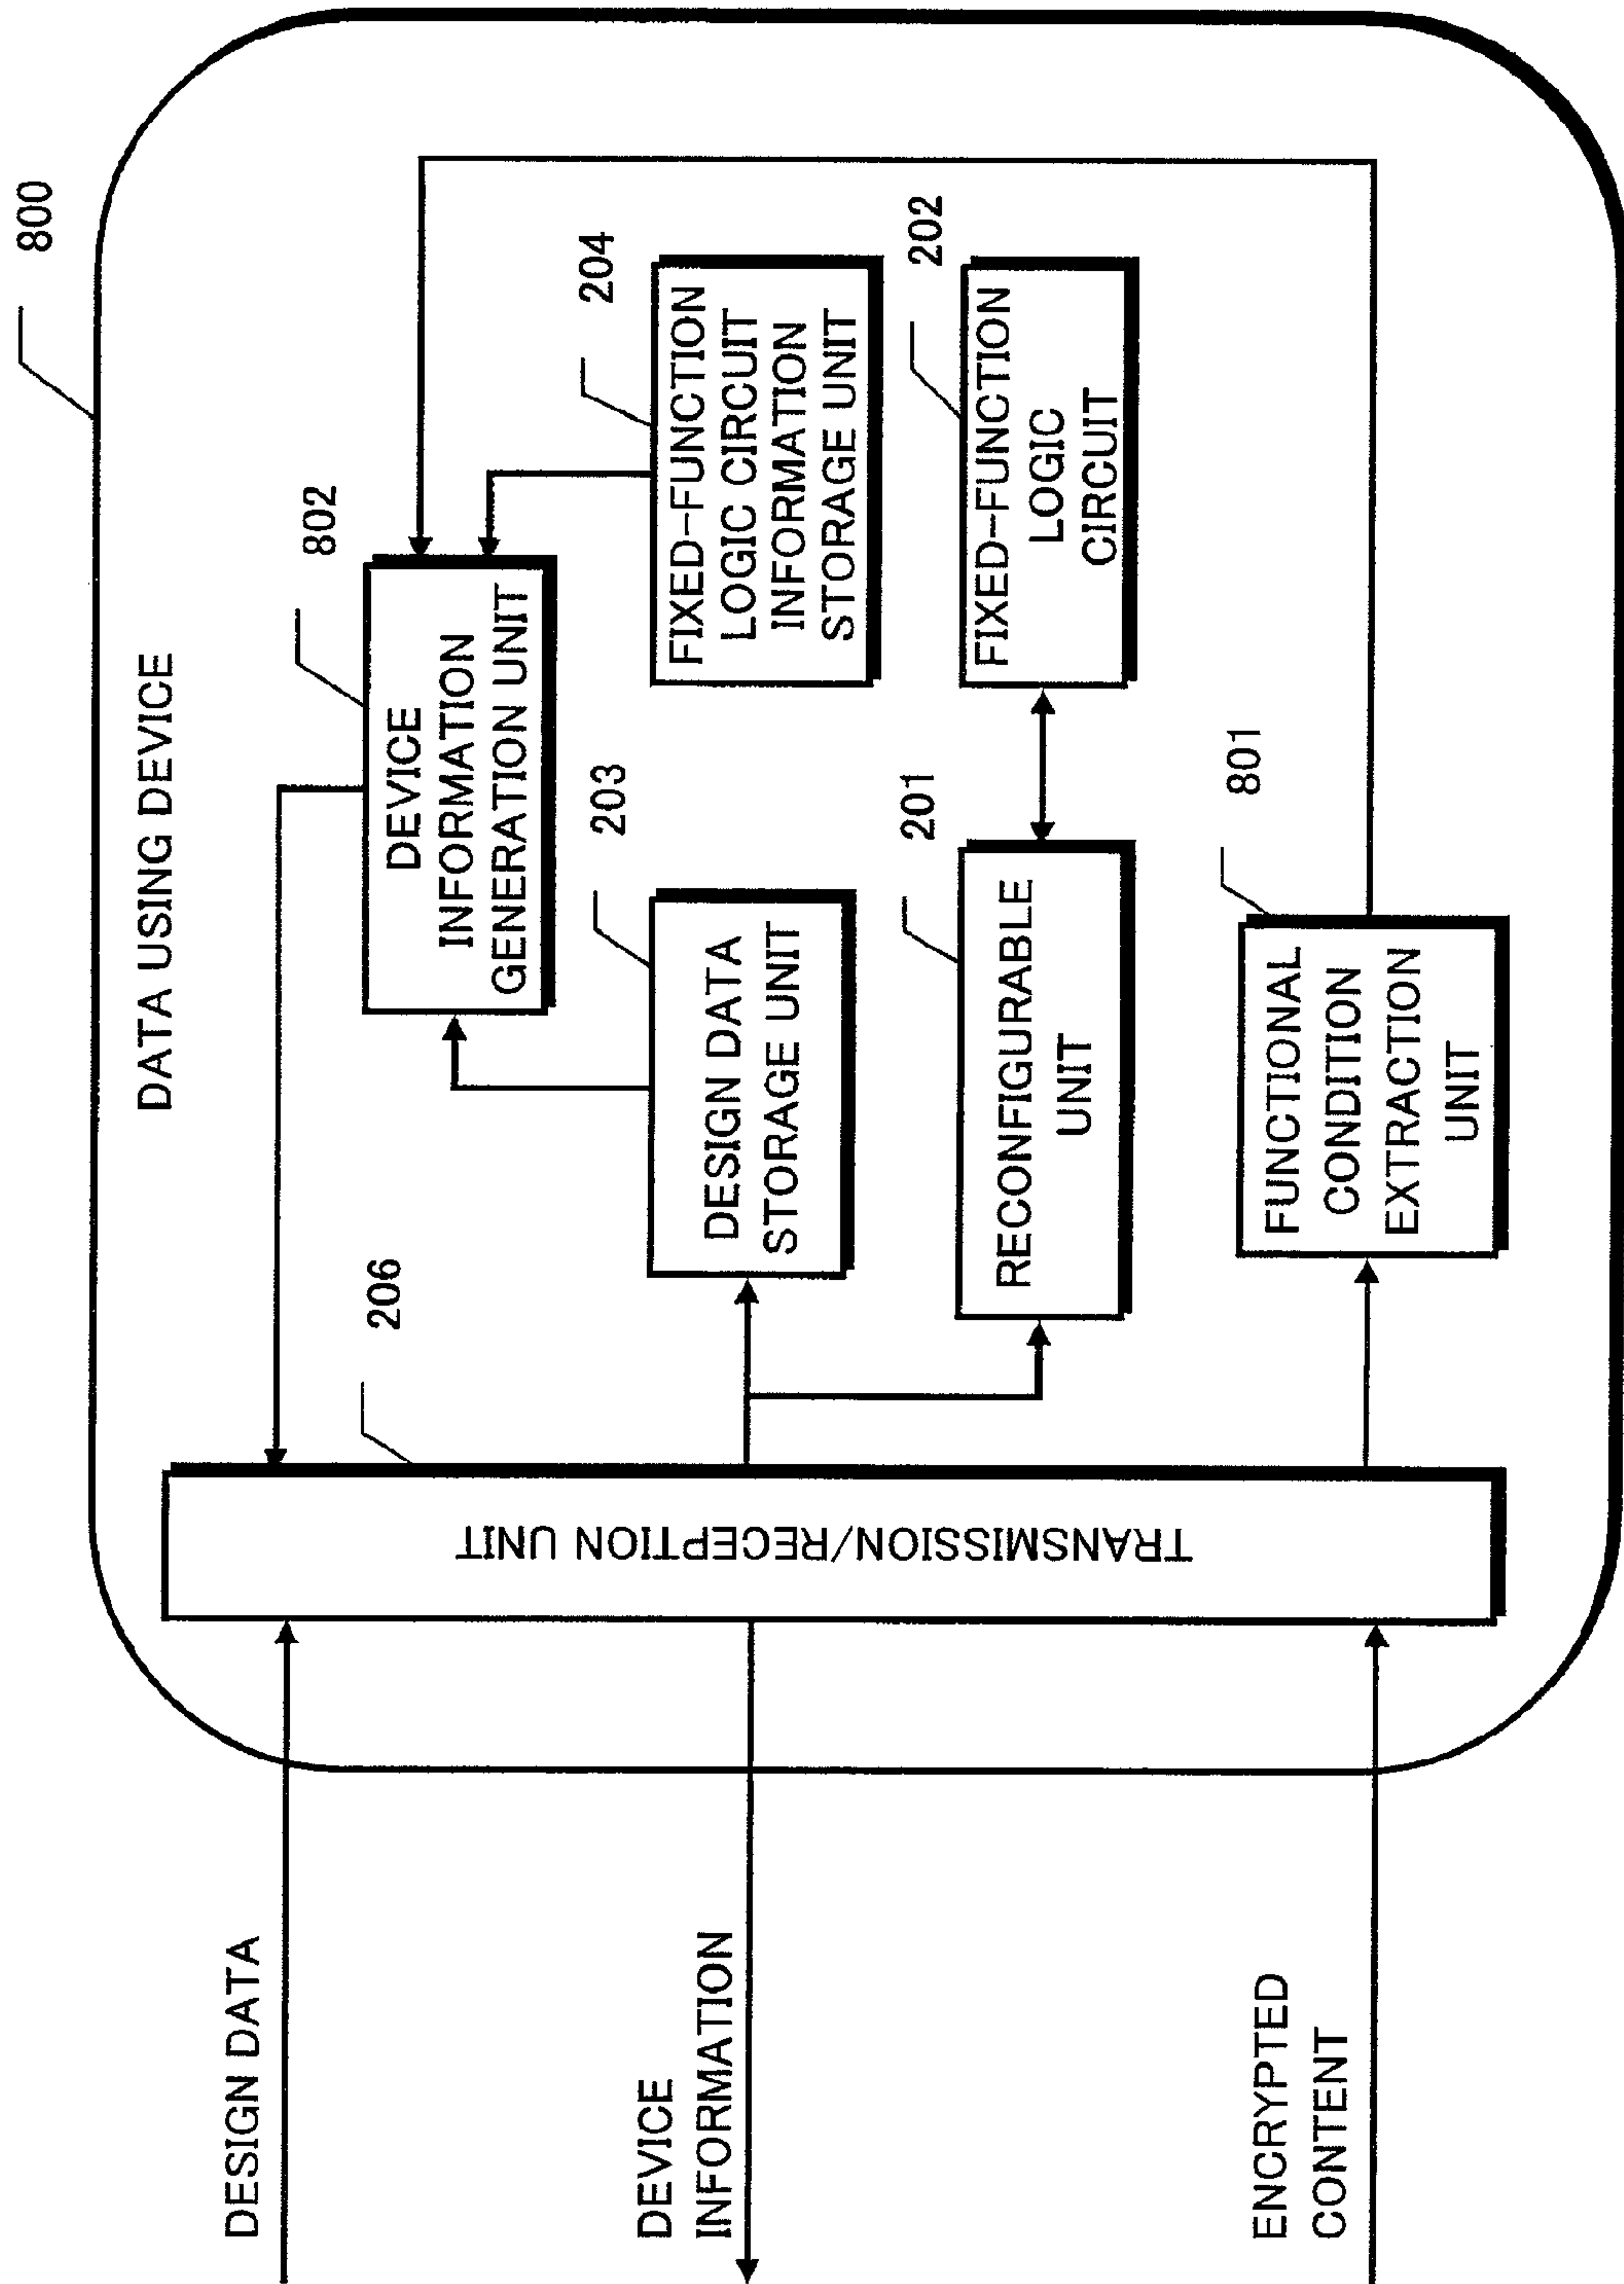 800
DATA USING DEVICE
802
DEVICE
INFORMATION
GENERATION UNIT
204
FIXED-FUNCTION
LOGIC CIRCUIT
INFORMATION
STORAGE UNIT
203
DESIGN DATA
STORAGE UNIT
202
FIXED-FUNCTION
LOGIC
CIRCUIT
201
RECONFIGURABLE
UNIT
801
FUNCTIONAL
CONDITION
EXTRACTION
UNIT
206
TRANSMISSION/RECEPTION UNIT
DESIGN DATA
DEVICE
INFORMATION
ENCRYPTED
CONTENT